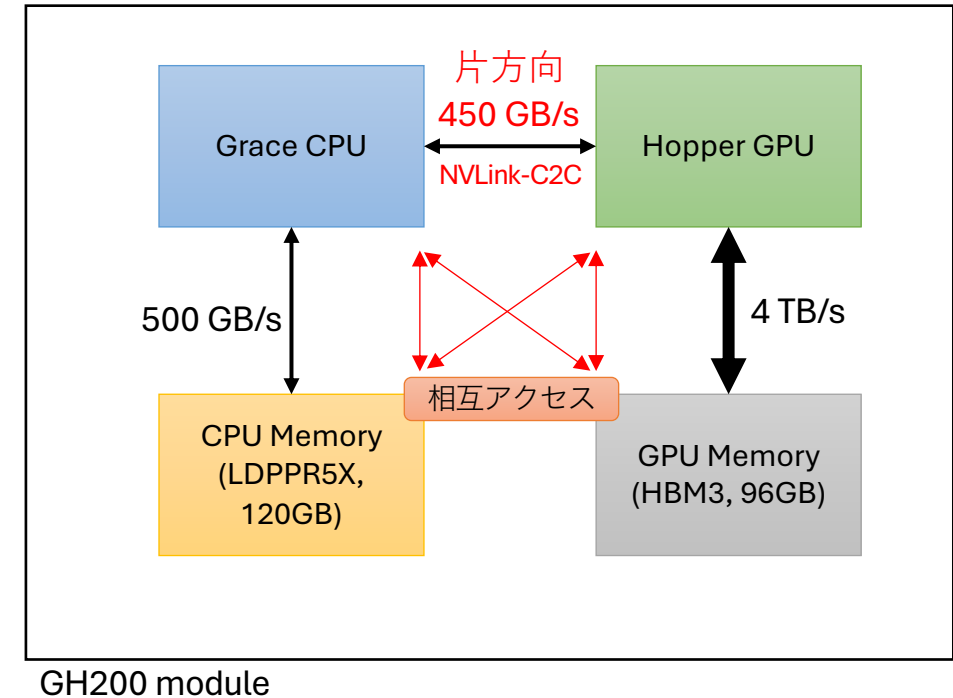 片方向
450 GB/s
Grace CPU
Hopper GPU
NVLink-C2C
500 GB/s
4 TB/s
相互アクセス
CPU Memory
(LDPPR5X,
120GB)
GPU Memory
(HBM3, 96GB)
GH200 module